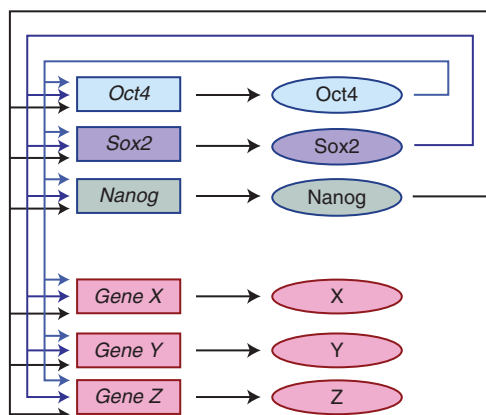 Oct4 Oct4
Sox2 Sox2
Nanog Nanog
Gene X X
Gene Y Y
Gene Z Z